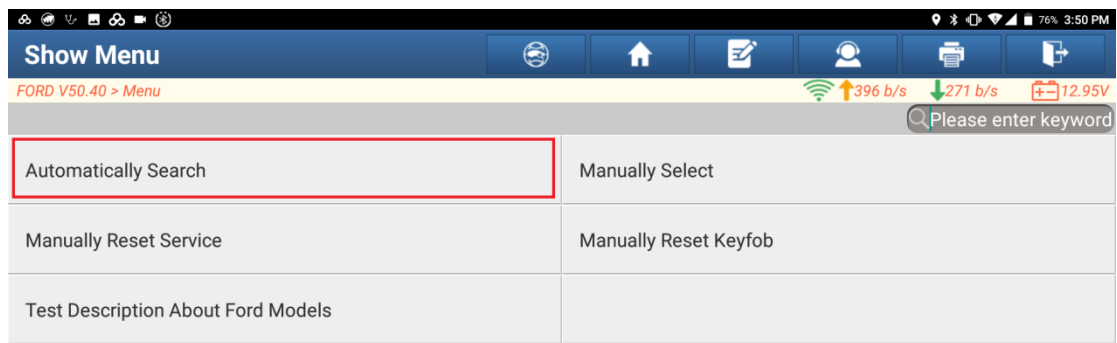 76% 3:50 PM
Show Menu
FORD V50.40 > Menu
396 b/s 271 b/s 12.95V
Please enter keyword
Automatically Search
Manually Select
Manually Reset Service
Manually Reset Keyfob
Test Description About Ford Models